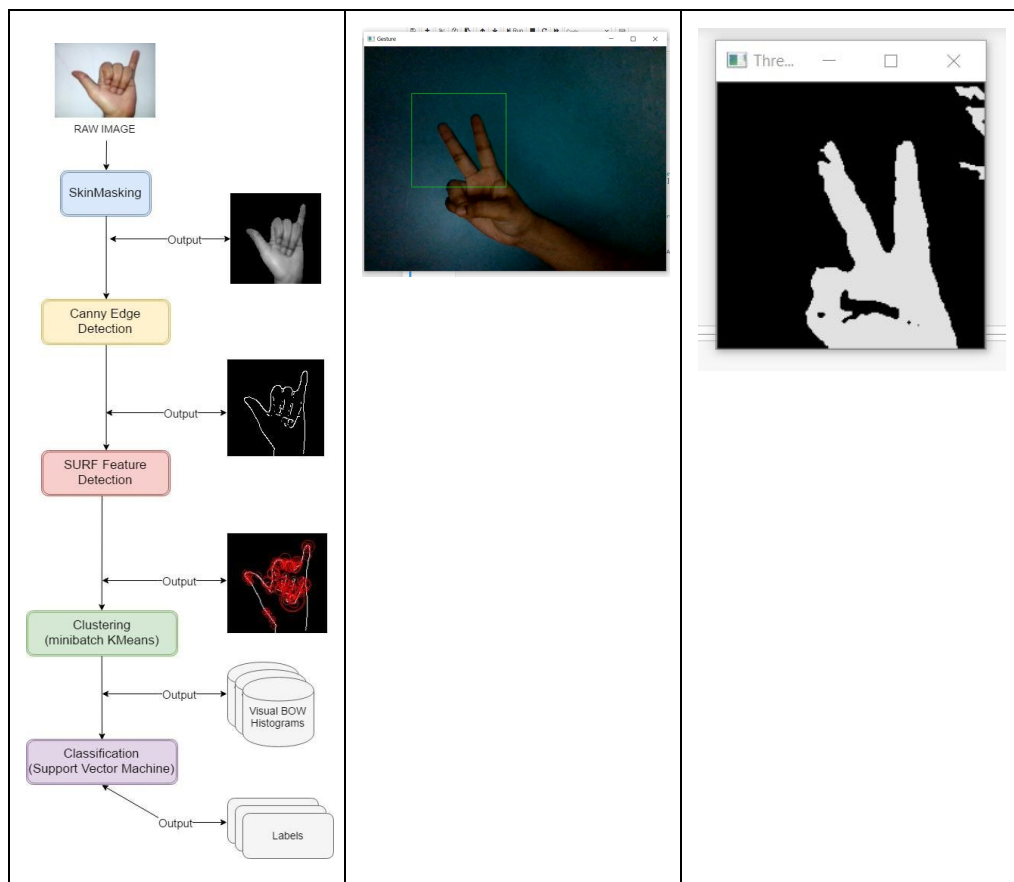 RAW IMAGE
SkinMasking
Output
Canny Edge
Detection
Output
SURF Feature
Detection
Output
Clustering
(minibatch KMeans)
Output
Visual BOW
Histograms
Classification
(Support Vector Machine)
Output
Labels
Gesture
Thre...